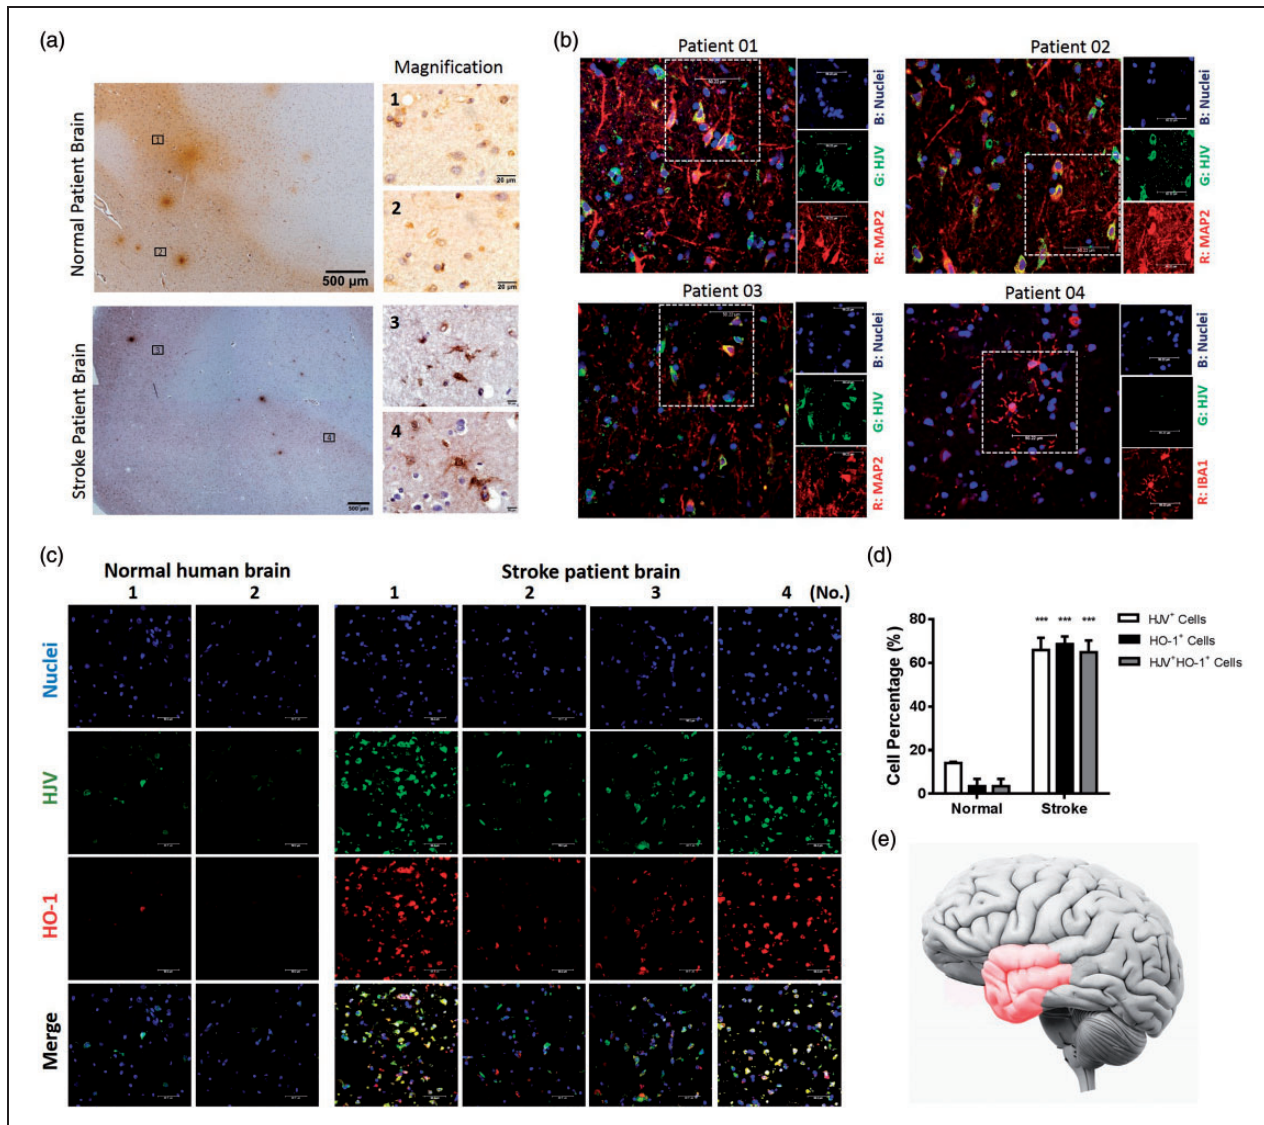 (a)
Magnification
Normal Patient Brain
1
2
500 μm
1
20 μm
2
20 μm
Stroke Patient Brain
3
4
500 μm
3
4
(b)
Patient 01
B: Nuclei
G: HJV
R: MAP2
Patient 02
B: Nuclei
G: HJV
R: MAP2
Patient 03
B: Nuclei
G: HJV
R: MAP2
Patient 04
B: Nuclei
G: HJV
R: IBA1
(c)
Normal human brain
Stroke patient brain
1 2 1 2 3 4 (No.)
Nuclei
HJV
HO-1
Merge
(d)
Cell Percentage (%)
80
60
40
20
0
*** *** ***
Normal Stroke
HJV⁺ Cells
HO-1⁺ Cells
HJV⁺HO-1⁺ Cells
(e)